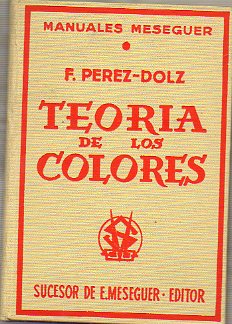 MANUALES MESEGUER
F. PEREZ-DOLZ
TEORIA
DE LOS
COLORES
SUCESOR DE E. MESEGUER - EDITOR